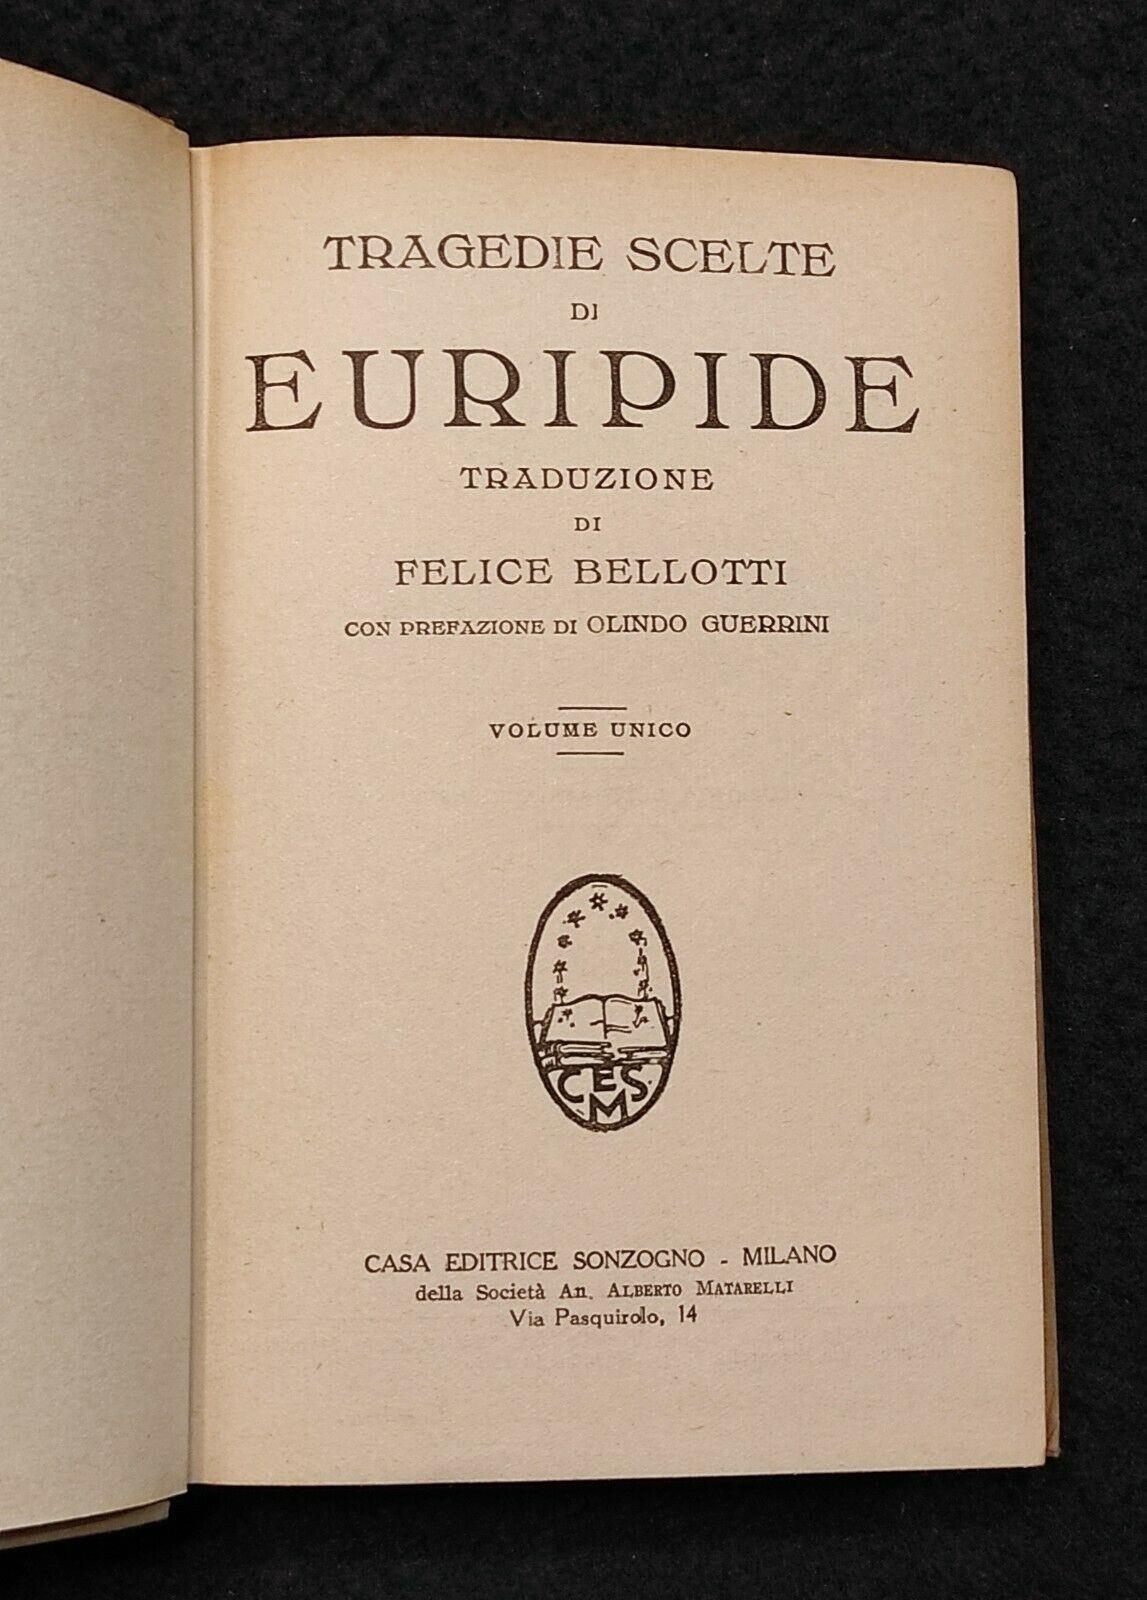 TRAGEDIE SCELTE
DI
EURIPIDE
TRADUZIONE
DI
FELICE BELLOTTI
CON PREFAZIONE DI OLINDO GUERRINI
VOLUME UNICO
CES
M
CASA EDITRICE SONZOGNO - MILANO
della Società An. ALBERTO MATARELLI
Via Pasquirolo, 14